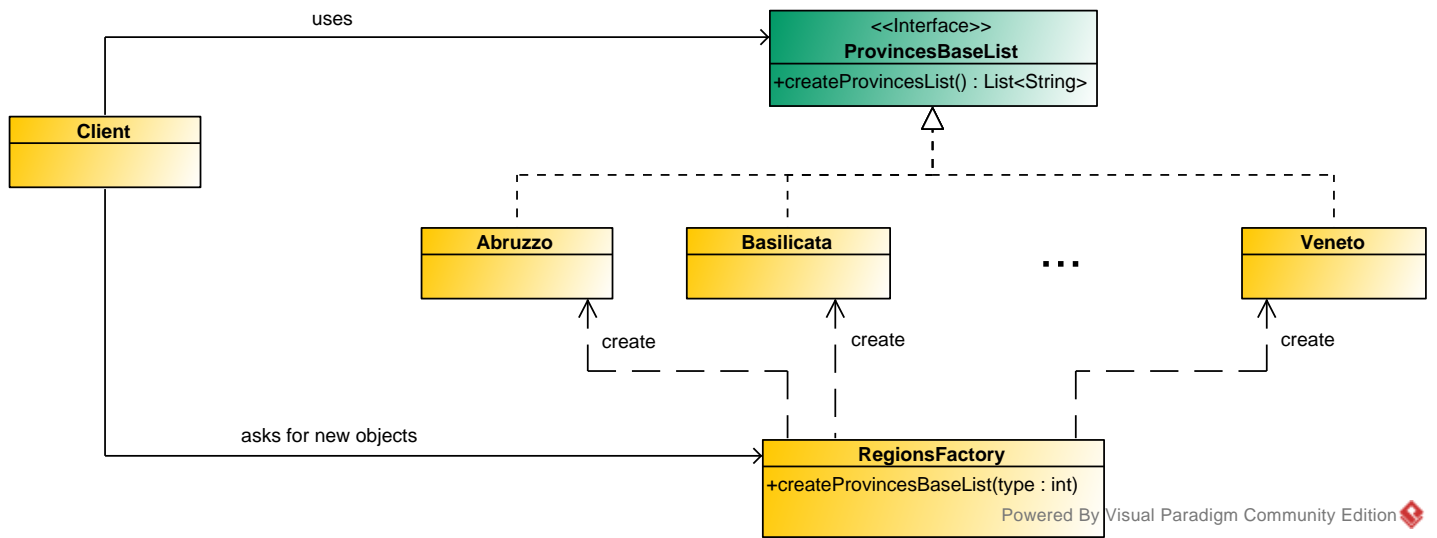 uses
<<Interface>>
ProvincesBaseList
+createProvincesList() : List<String>
Client
Abruzzo
Basilicata
...
Veneto
create
create
create
asks for new objects
RegionsFactory
+createProvincesBaseList(type : int)
Powered By Visual Paradigm Community Edition